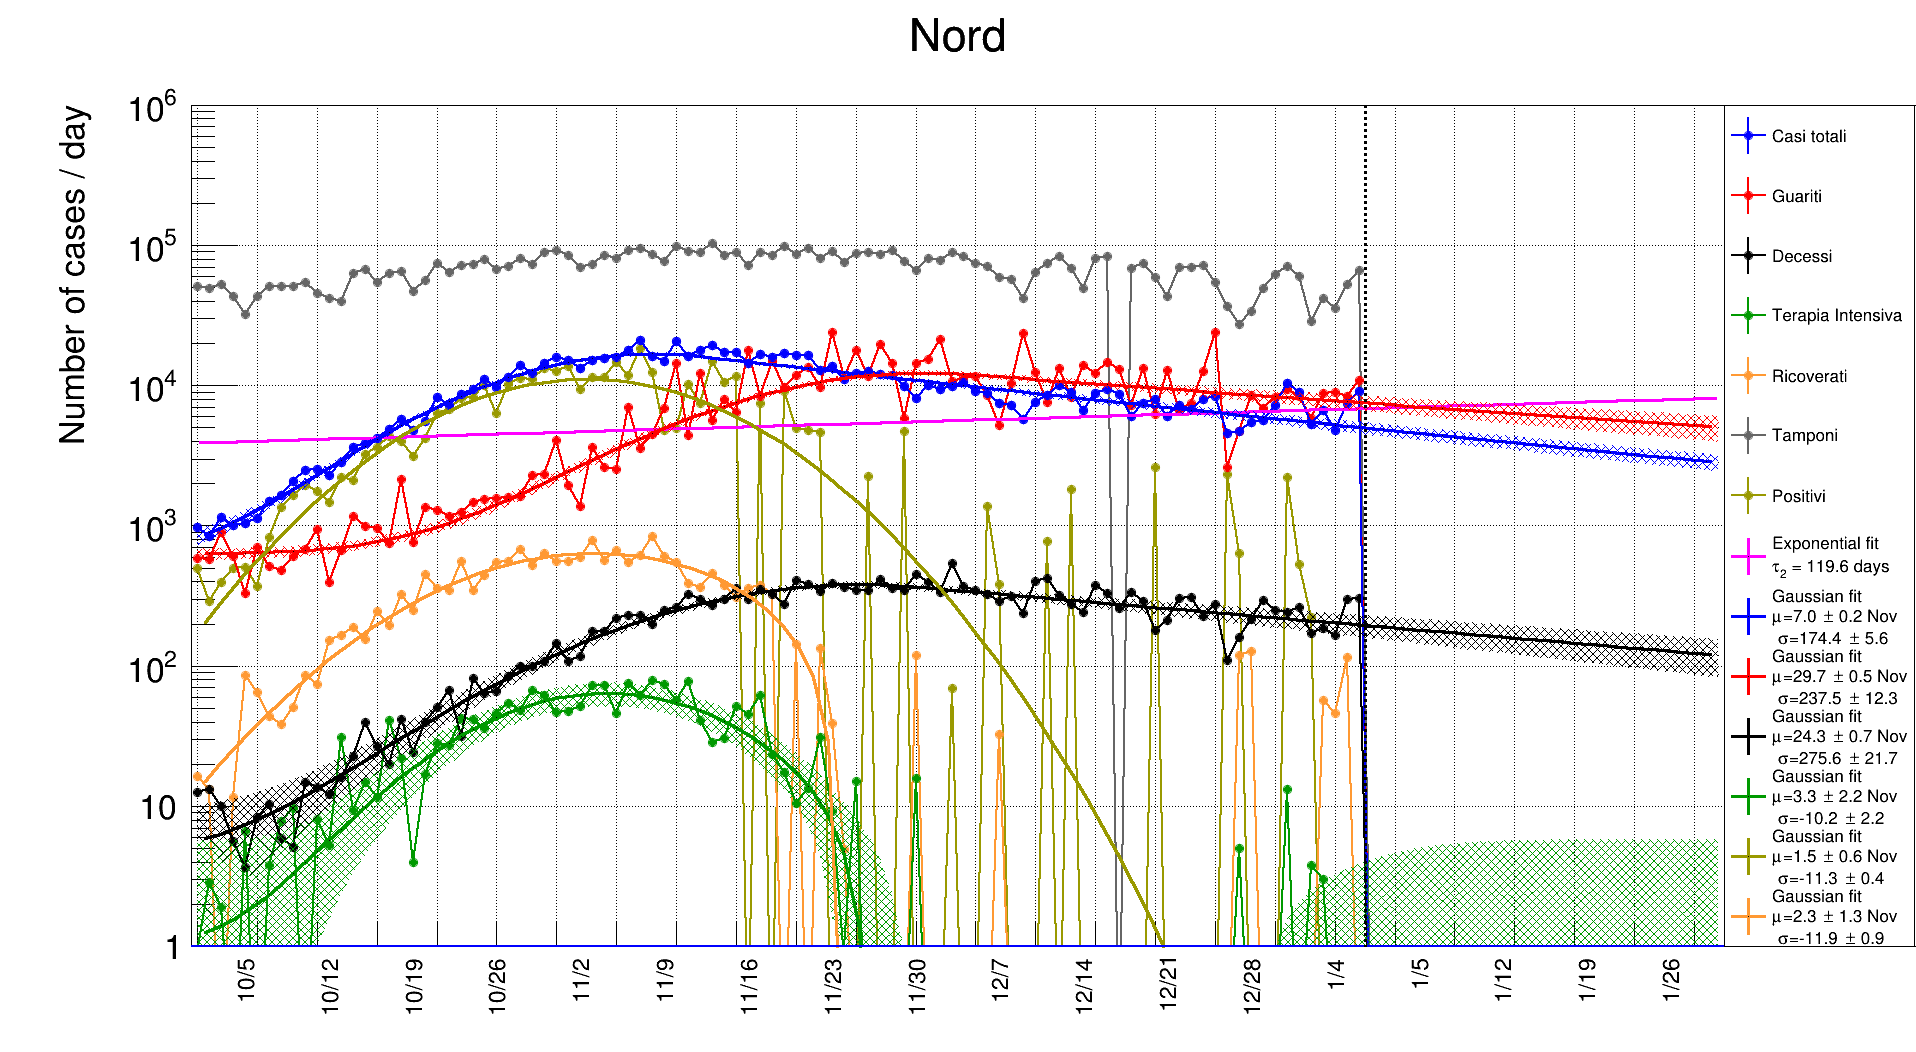 Nord
Number of cases / day
10^6
10^5
10^4
10^3
10^2
10
1
10/5 10/12 10/19 10/26 11/2 11/9 11/16 11/23 11/30 12/7 12/14 12/21 12/28 1/4 1/5 1/12 1/19 1/26
Casi totali
Guariti
Decessi
Terapia Intensiva
Ricoverati
Tamponi
Positivi
Exponential fit
τ₂ = 119.6 days
Gaussian fit
μ=7.0 ± 0.2 Nov
σ=174.4 ± 5.6
Gaussian fit
μ=29.7 ± 0.5 Nov
σ=237.5 ± 12.3
Gaussian fit
μ=24.3 ± 0.7 Nov
σ=275.6 ± 21.7
Gaussian fit
μ=3.3 ± 2.2 Nov
σ=-10.2 ± 2.2
Gaussian fit
μ=1.5 ± 0.6 Nov
σ=-11.3 ± 0.4
Gaussian fit
μ=2.3 ± 1.3 Nov
σ=-11.9 ± 0.9